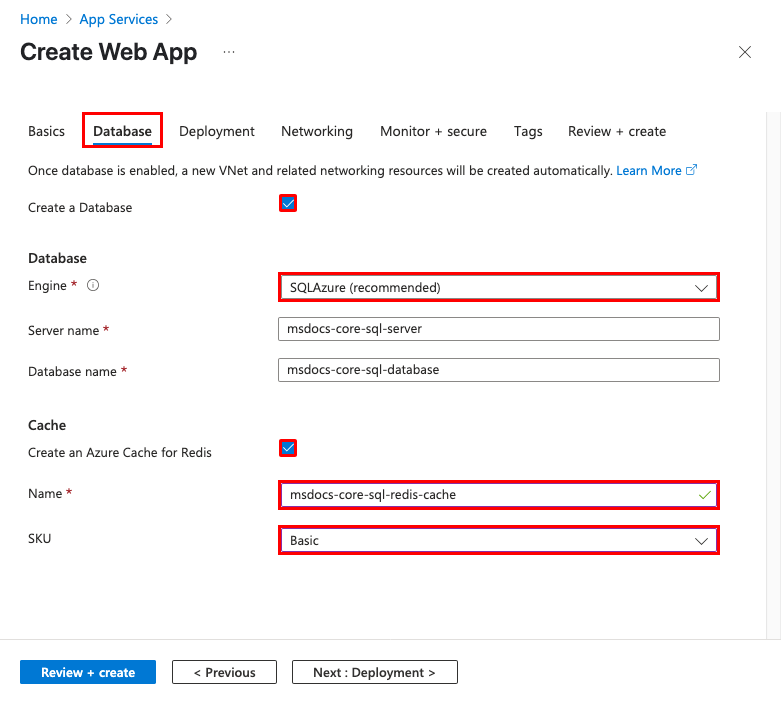 Home > App Services >
Create Web App ...
Basics Database Deployment Networking Monitor + secure Tags Review + create
Once database is enabled, a new VNet and related networking resources will be created automatically. Learn More
Create a Database
Database
Engine *
SQLAzure (recommended)
Server name *
msdocs-core-sql-server
Database name *
msdocs-core-sql-database
Cache
Create an Azure Cache for Redis
Name *
msdocs-core-sql-redis-cache
SKU
Basic
Review + create < Previous Next : Deployment >